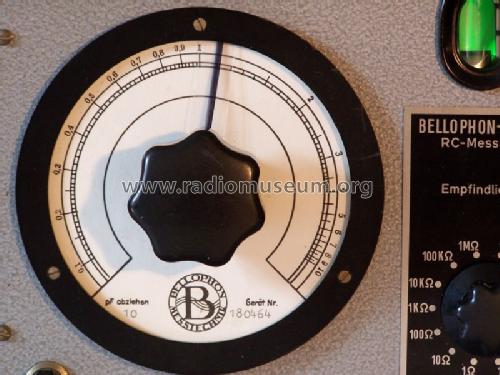 0,1 0,2 0,3 0,4 0,5 0,6 0,7 0,8 0,9 1 2 3 4 5 6 7 8 9 10
www.radiomuseum.org
BELLOPHON
MESSTECHNIK
B
pF abziehen
10
Gerät Nr.
180464
BELLOPHON-
RC-Mess
Empfindli
1MΩ
100KΩ
10KΩ
1KΩ
100Ω
10Ω
1Ω